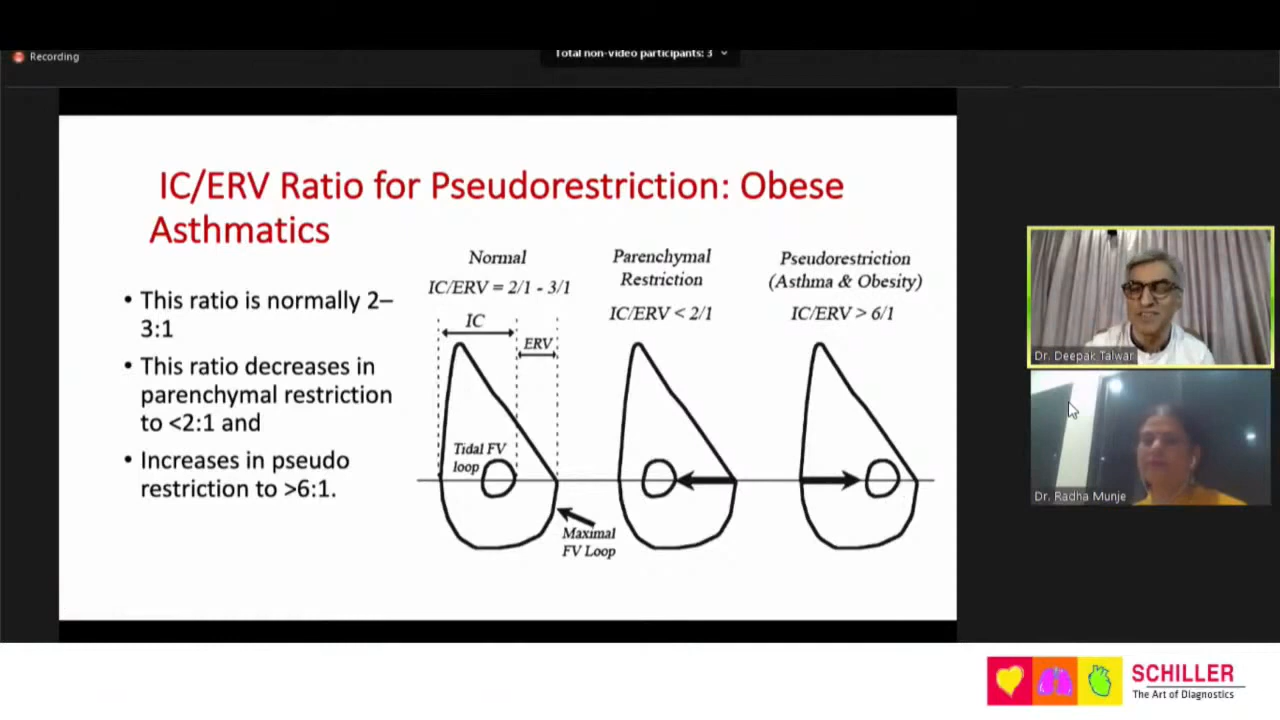 Recording
Total non-video participants: 3
IC/ERV Ratio for Pseudorestriction: Obese
Asthmatics
• This ratio is normally 2–
3:1
• This ratio decreases in
parenchymal restriction
to <2:1 and
• Increases in pseudo
restriction to >6:1.
Normal
IC/ERV = 2/1 - 3/1
IC
ERV
Tidal FV
loop
Maximal
FV Loop
Parenchymal
Restriction
IC/ERV < 2/1
Pseudorestriction
(Asthma & Obesity)
IC/ERV > 6/1
Dr. Deepak Talwar
Dr. Radha Munje
SCHILLER
The Art of Diagnostics